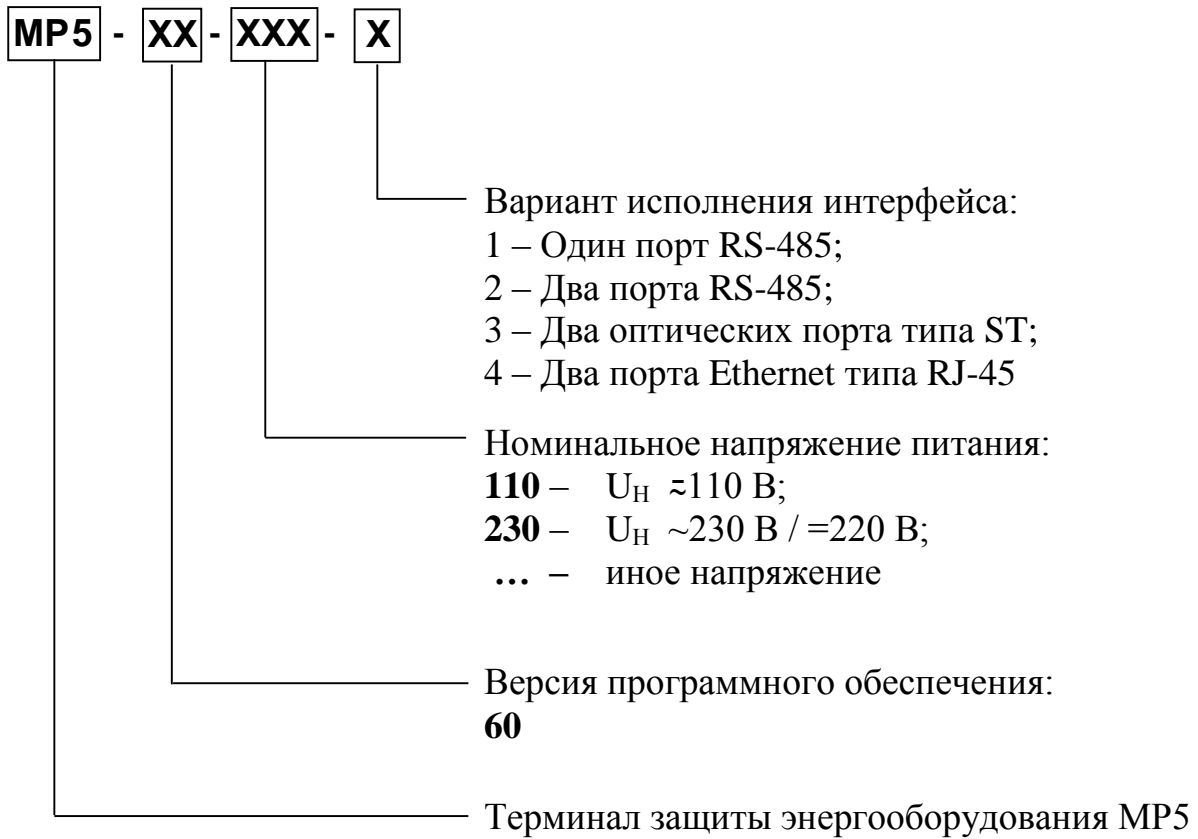 МР5 - XX - XXX - X
Вариант исполнения интерфейса:
1 – Один порт RS-485;
2 – Два порта RS-485;
3 – Два оптических порта типа ST;
4 – Два порта Ethernet типа RJ-45
Номинальное напряжение питания:
110 – UН ≂110 В;
230 – UН ~230 В / =220 В;
... – иное напряжение
Версия программного обеспечения:
60
Терминал защиты энергооборудования МР5